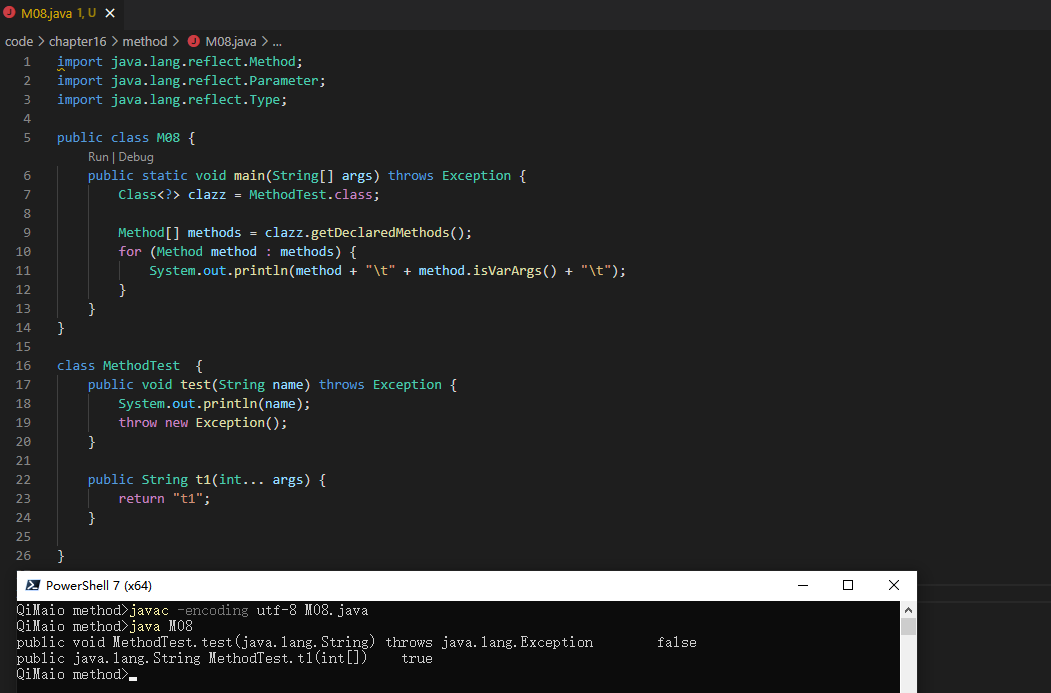 M08.java 1, U
code > chapter16 > method > M08.java > ...
1 import java.lang.reflect.Method;
2 import java.lang.reflect.Parameter;
3 import java.lang.reflect.Type;
4
5 public class M08 {
Run | Debug
6 public static void main(String[] args) throws Exception {
7 Class<?> clazz = MethodTest.class;
8
9 Method[] methods = clazz.getDeclaredMethods();
10 for (Method method : methods) {
11 System.out.println(method + "\t" + method.isVarArgs() + "\t");
12 }
13 }
14 }
15
16 class MethodTest  {
17 public void test(String name) throws Exception {
18 System.out.println(name);
19 throw new Exception();
20 }
21
22 public String t1(int... args) {
23 return "t1";
24 }
25
26 }
PowerShell 7 (x64)
QiMaio method>javac -encoding utf-8 M08.java
QiMaio method>java M08
public void MethodTest.test(java.lang.String) throws java.lang.Exception false
public java.lang.String MethodTest.t1(int[]) true
QiMaio method>